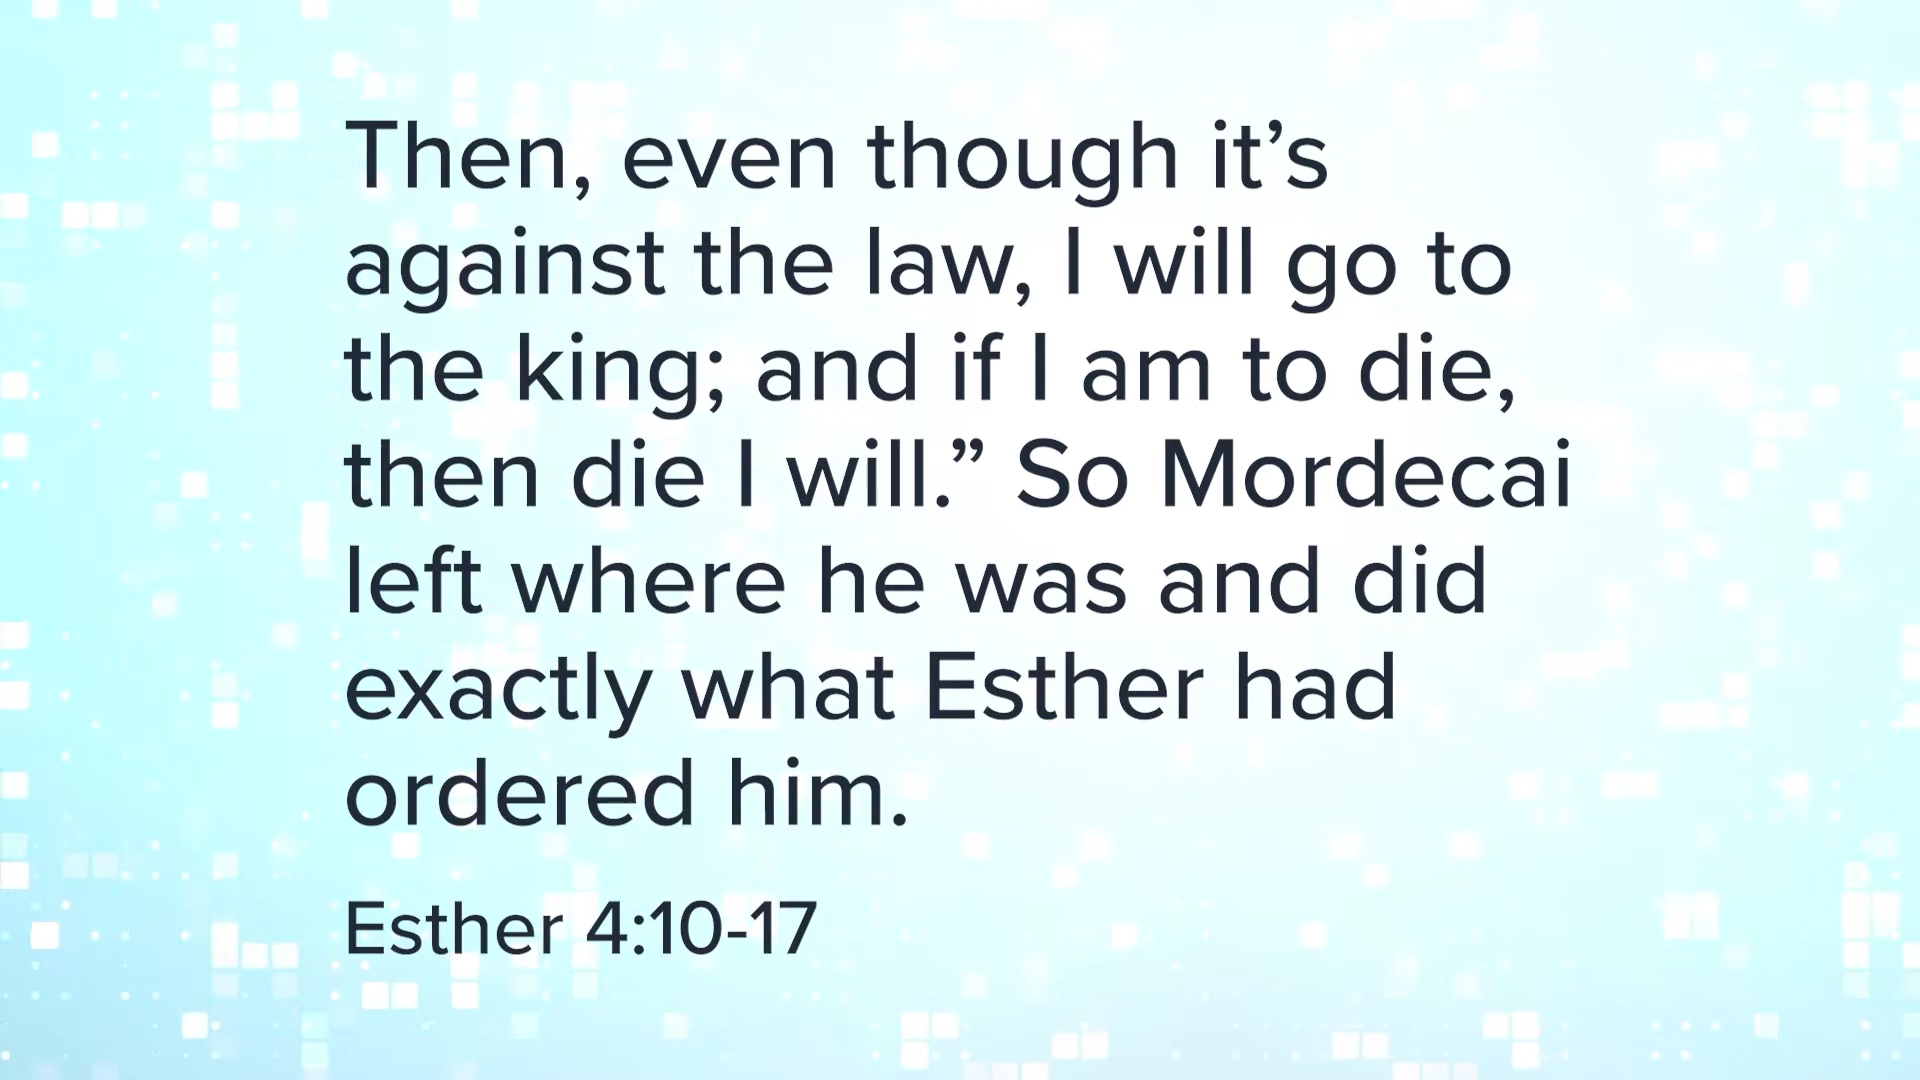 Then, even though it’s
against the law, I will go to
the king; and if I am to die,
then die I will.” So Mordecai
left where he was and did
exactly what Esther had
ordered him.
Esther 4:10-17